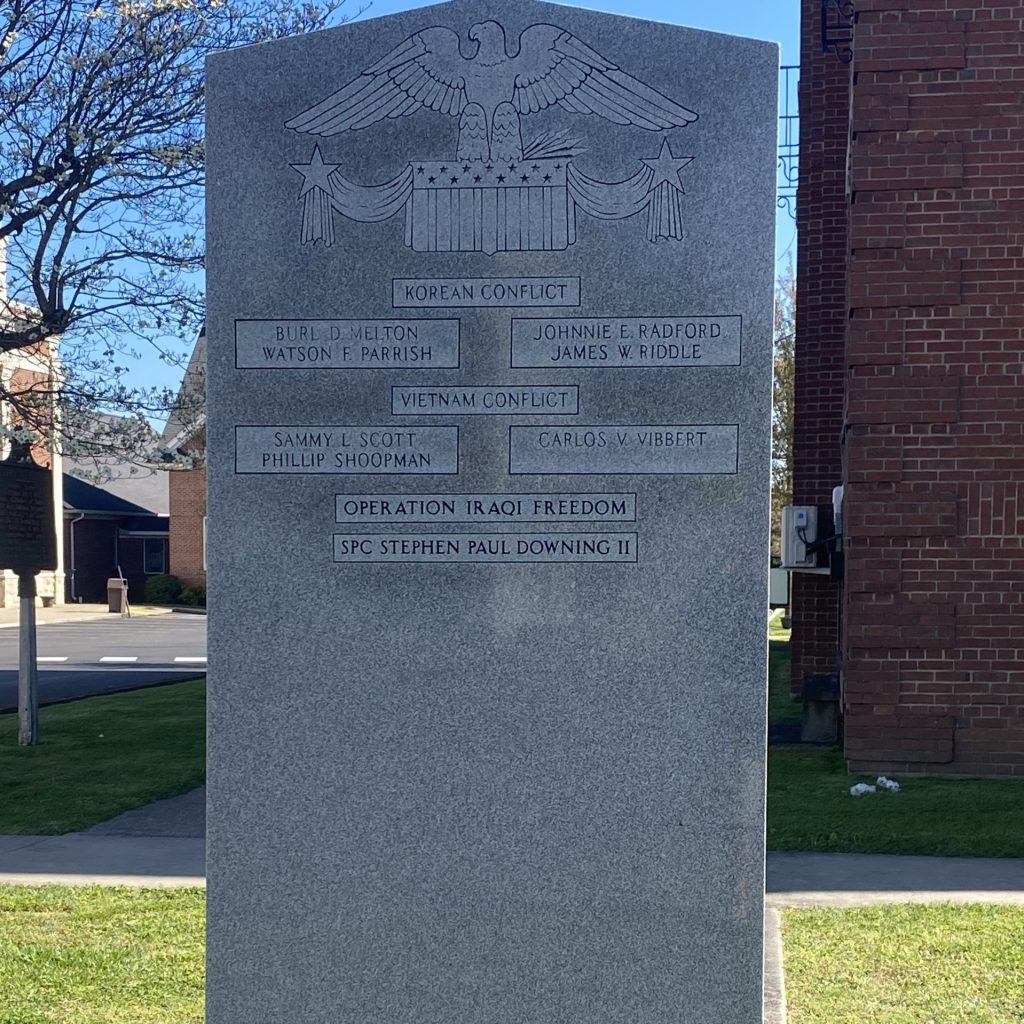 KOREAN CONFLICT
BURL D. MELTON
WATSON F. PARRISH
JOHNNIE E. RADFORD
JAMES W. RIDDLE
VIETNAM CONFLICT
SAMMY L. SCOTT
PHILLIP SHOOPMAN
CARLOS V. VIBBERT
OPERATION IRAQI FREEDOM
SPC STEPHEN PAUL DOWNING II